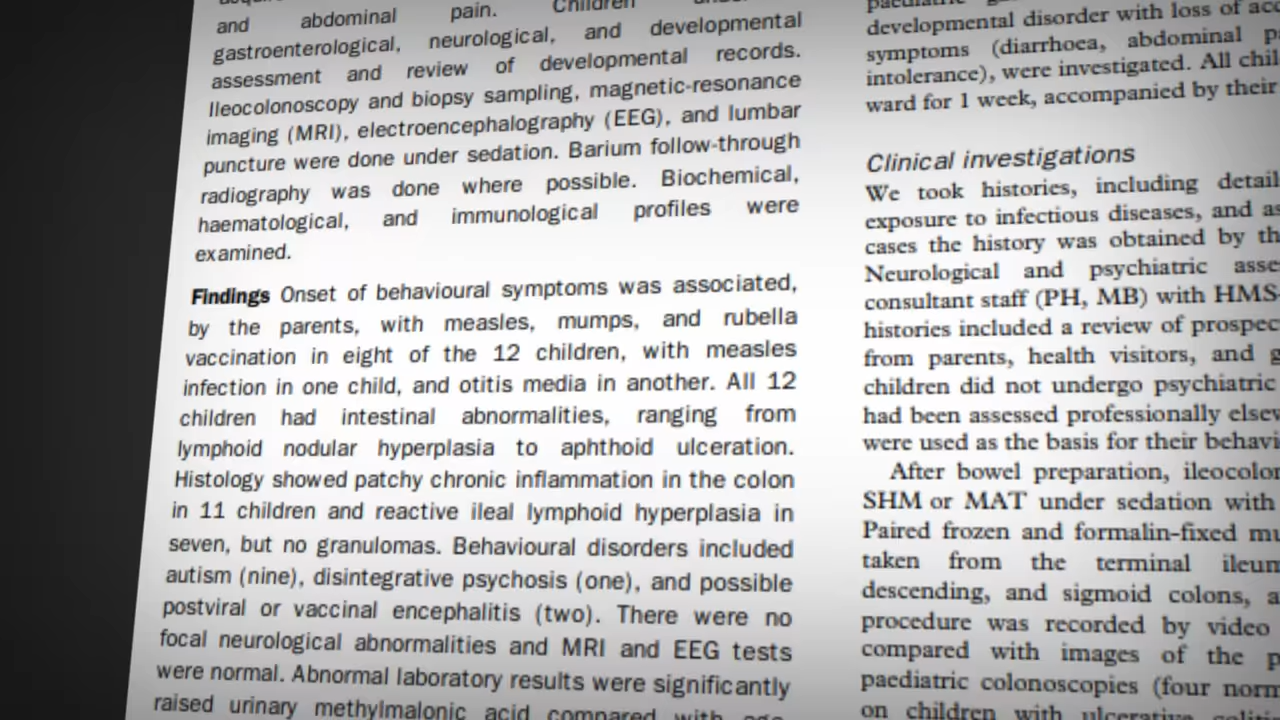 and abdominal pain. Children
gastroenterological, neurological, and developmental
assessment and review of developmental records.
Ileocolonoscopy and biopsy sampling, magnetic-resonance
imaging (MRI), electroencephalography (EEG), and lumbar
puncture were done under sedation. Barium follow-through
radiography was done where possible. Biochemical,
haematological, and immunological profiles were
examined.
Findings Onset of behavioural symptoms was associated,
by the parents, with measles, mumps, and rubella
vaccination in eight of the 12 children, with measles
infection in one child, and otitis media in another. All 12
children had intestinal abnormalities, ranging from
lymphoid nodular hyperplasia to aphthoid ulceration.
Histology showed patchy chronic inflammation in the colon
in 11 children and reactive ileal lymphoid hyperplasia in
seven, but no granulomas. Behavioural disorders included
autism (nine), disintegrative psychosis (one), and possible
postviral or vaccinal encephalitis (two). There were no
focal neurological abnormalities and MRI and EEG tests
were normal. Abnormal laboratory results were significantly
raised urinary methylmalonic acid compared with age-
developmental disorder with loss of
symptoms (diarrhoea, abdominal
intolerance), were investigated. All
ward for 1 week, accompanied by their
Clinical investigations
We took histories, including
exposure to infectious diseases, and
cases the history was obtained by
Neurological and psychiatric
consultant staff (PH, MB) with HMS
histories included a review of
from parents, health visitors, and
children did not undergo psychiatric
had been assessed professionally
were used as the basis for their
After bowel preparation,
SHM or MAT under sedation with
Paired frozen and formalin-fixed
taken from the terminal
descending, and sigmoid colons,
procedure was recorded by video
compared with images of the
paediatric colonoscopies (four
on children with ulcerative